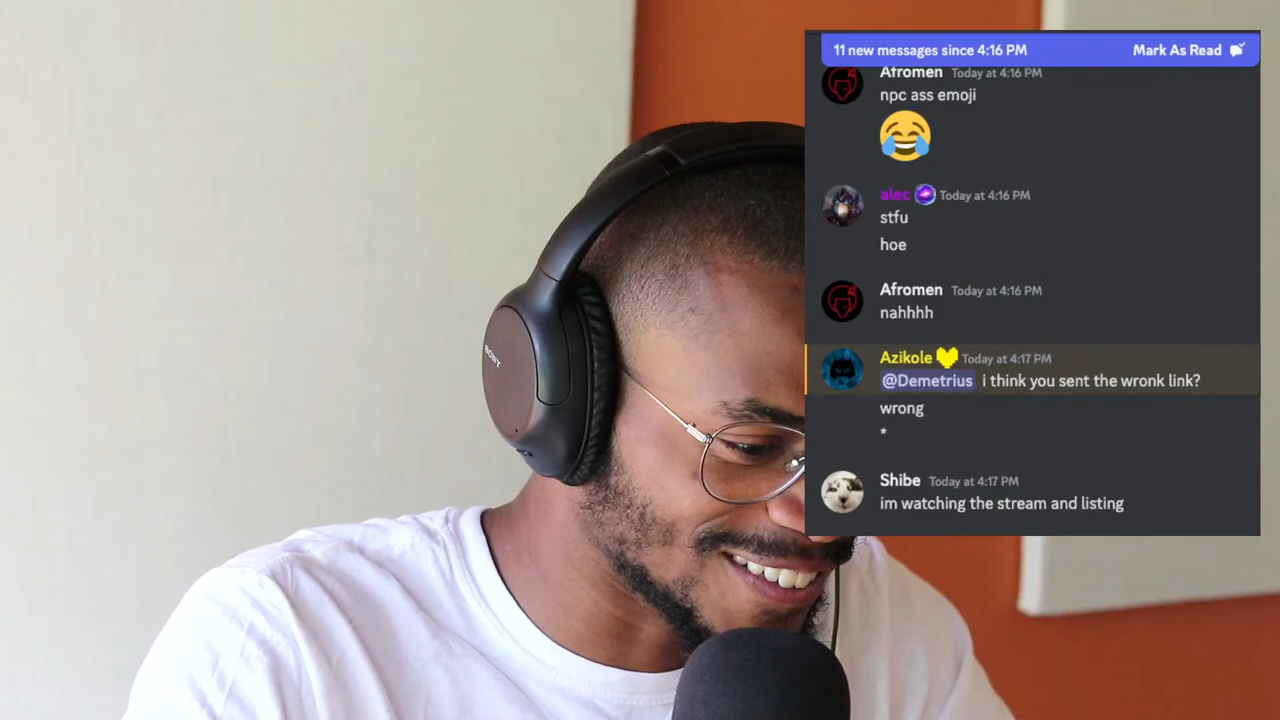 11 new messages since 4:16 PM Mark As Read
Afromen Today at 4:16 PM
npc ass emoji
alec Today at 4:16 PM
stfu
hoe
Afromen Today at 4:16 PM
nahhhh
Azikole Today at 4:17 PM
@Demetrius i think you sent the wronk link?
wrong
*
Shibe Today at 4:17 PM
im watching the stream and listing
SONY